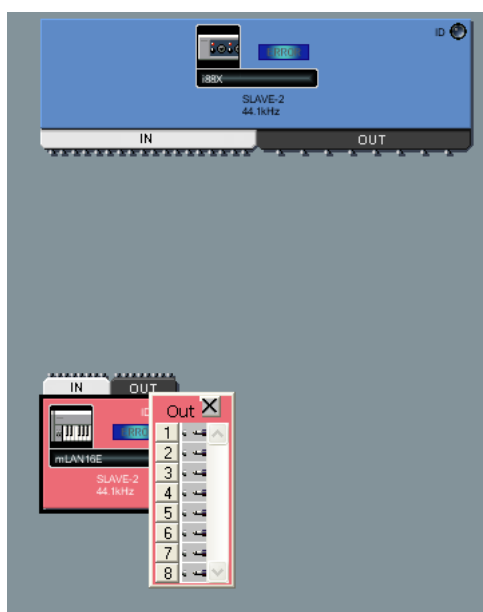 ID
ERROR
i88X
SLAVE-2
44.1kHz
IN OUT
IN OUT
mLAN16E
SLAVE-2
44.1kHz
Out X
1
2
3
4
5
6
7
8